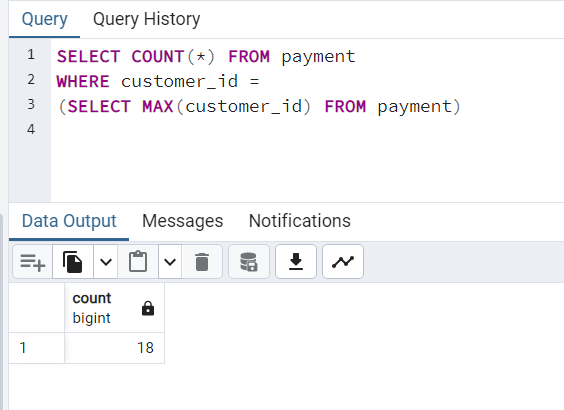 Query Query History
1 SELECT COUNT(*) FROM payment
2 WHERE customer_id =
3 (SELECT MAX(customer_id) FROM payment)
4
Data Output Messages Notifications
count
bigint
1 18